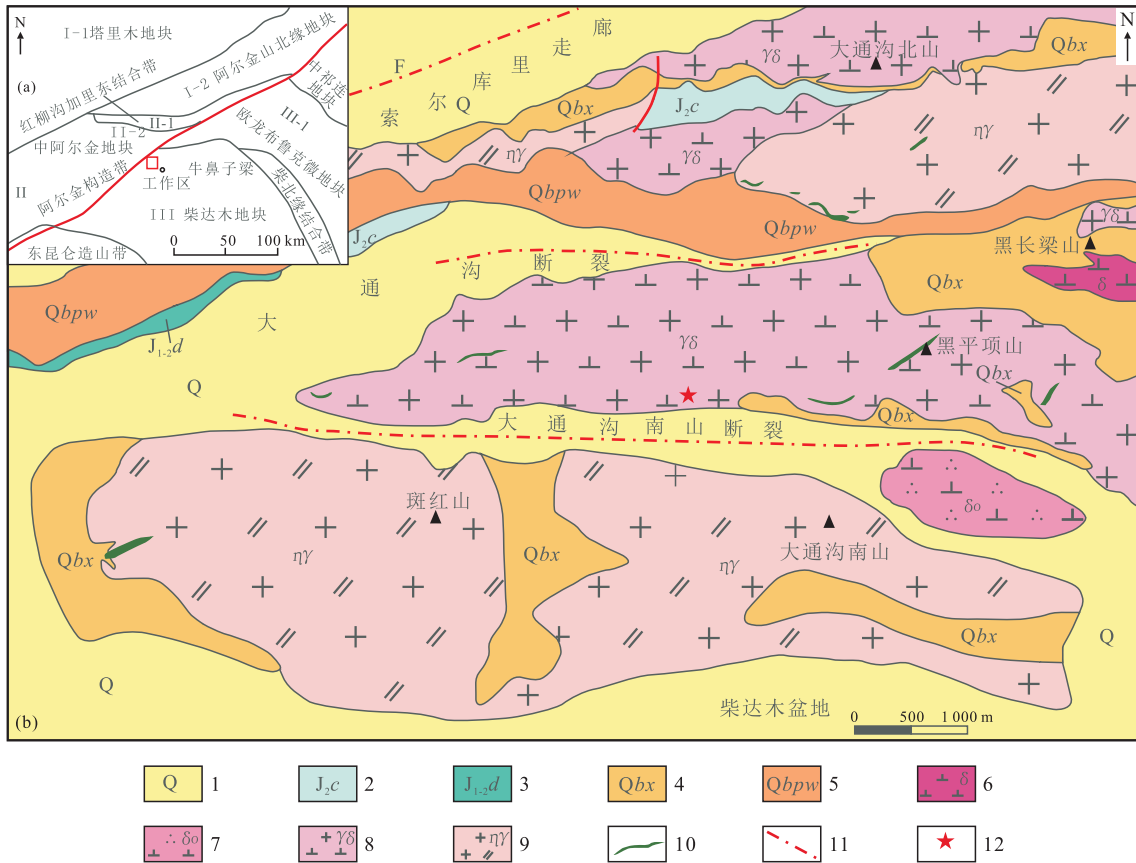 N
(a)
I-1塔里木地块
I-2 阿尔金山北缘地块
红柳沟加里东结合带
II-1
II-2
中阿尔金地块
中祁连地块
III-1
欧龙布鲁克微地块
II
阿尔金构造带
工作区
牛鼻子梁
柴北缘结合带
III 柴达木地块
东昆仑造山带
0 50 100 km
N
F
索尔库里走廊
Q
Qbx
J₂c
γδ
大通沟北山
Qbx
ηγ
ηγ
γδ
Qbpw
Qbpw
γδ
黑长梁山
δ
Qbx
J₂c
大通沟断裂
Qbpw
J₁₋₂d
Q
γδ
黑平项山
Qbx
Qbx
大通沟南山断裂
斑红山
Qbx
ηγ
Qbx
ηγ
大通沟南山
δο
Qbx
Q
Q
柴达木盆地
0 500 1 000 m
(b)
Q 1
J₂c 2
J₁₋₂d 3
Qbx 4
Qbpw 5
δ 6
δο 7
γδ 8
ηγ 9
10
11
12